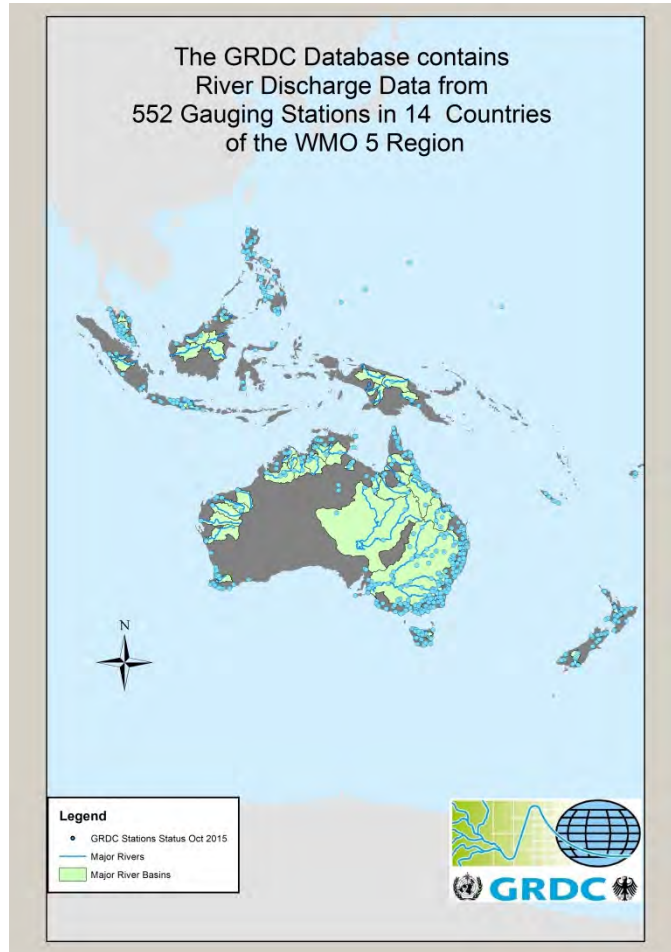 The GRDC Database contains
River Discharge Data from
552 Gauging Stations in 14 Countries
of the WMO 5 Region
N
Legend
GRDC Stations Status Oct 2015
Major Rivers
Major River Basins
GRDC